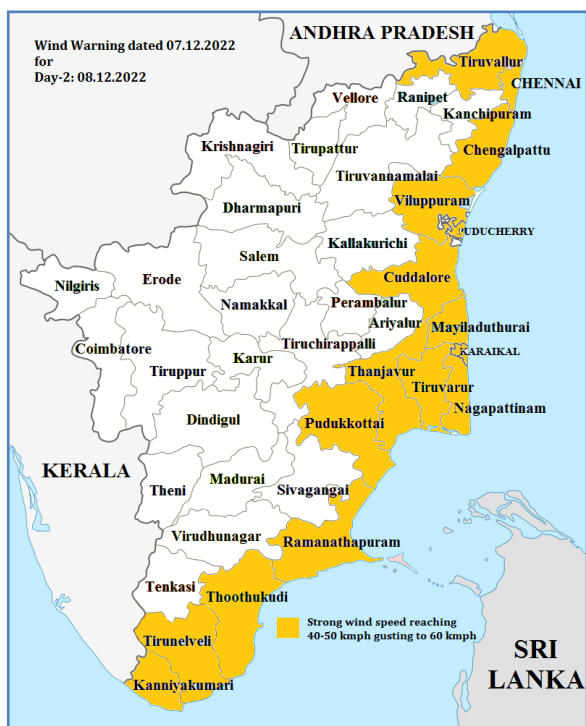 ANDHRA PRADESH
Wind Warning dated 07.12.2022
for
Day-2: 08.12.2022
Tiruvallur
CHENNAI
Vellore
Ranipet
Kanchipuram
Krishnagiri
Tirupattur
Chengalpattu
Tiruvannamalai
Viluppuram
Dharmapuri
PUDUCHERRY
Kallakurichi
Salem
Cuddalore
Nilgiris
Erode
Namakkal
Perambalur
Ariyalur
Mayiladuthurai
Coimbatore
Tiruchirappalli
KARAIKAL
Karur
Tiruppur
Thanjavur
Tiruvarur
Nagapattinam
Dindigul
Pudukkottai
KERALA
Madurai
Theni
Sivagangai
Virudhunagar
Ramanathapuram
Tenkasi
Thoothukudi
Strong wind speed reaching
40-50 kmph gusting to 60 kmph
Tirunelveli
SRI
LANKA
Kanniyakumari